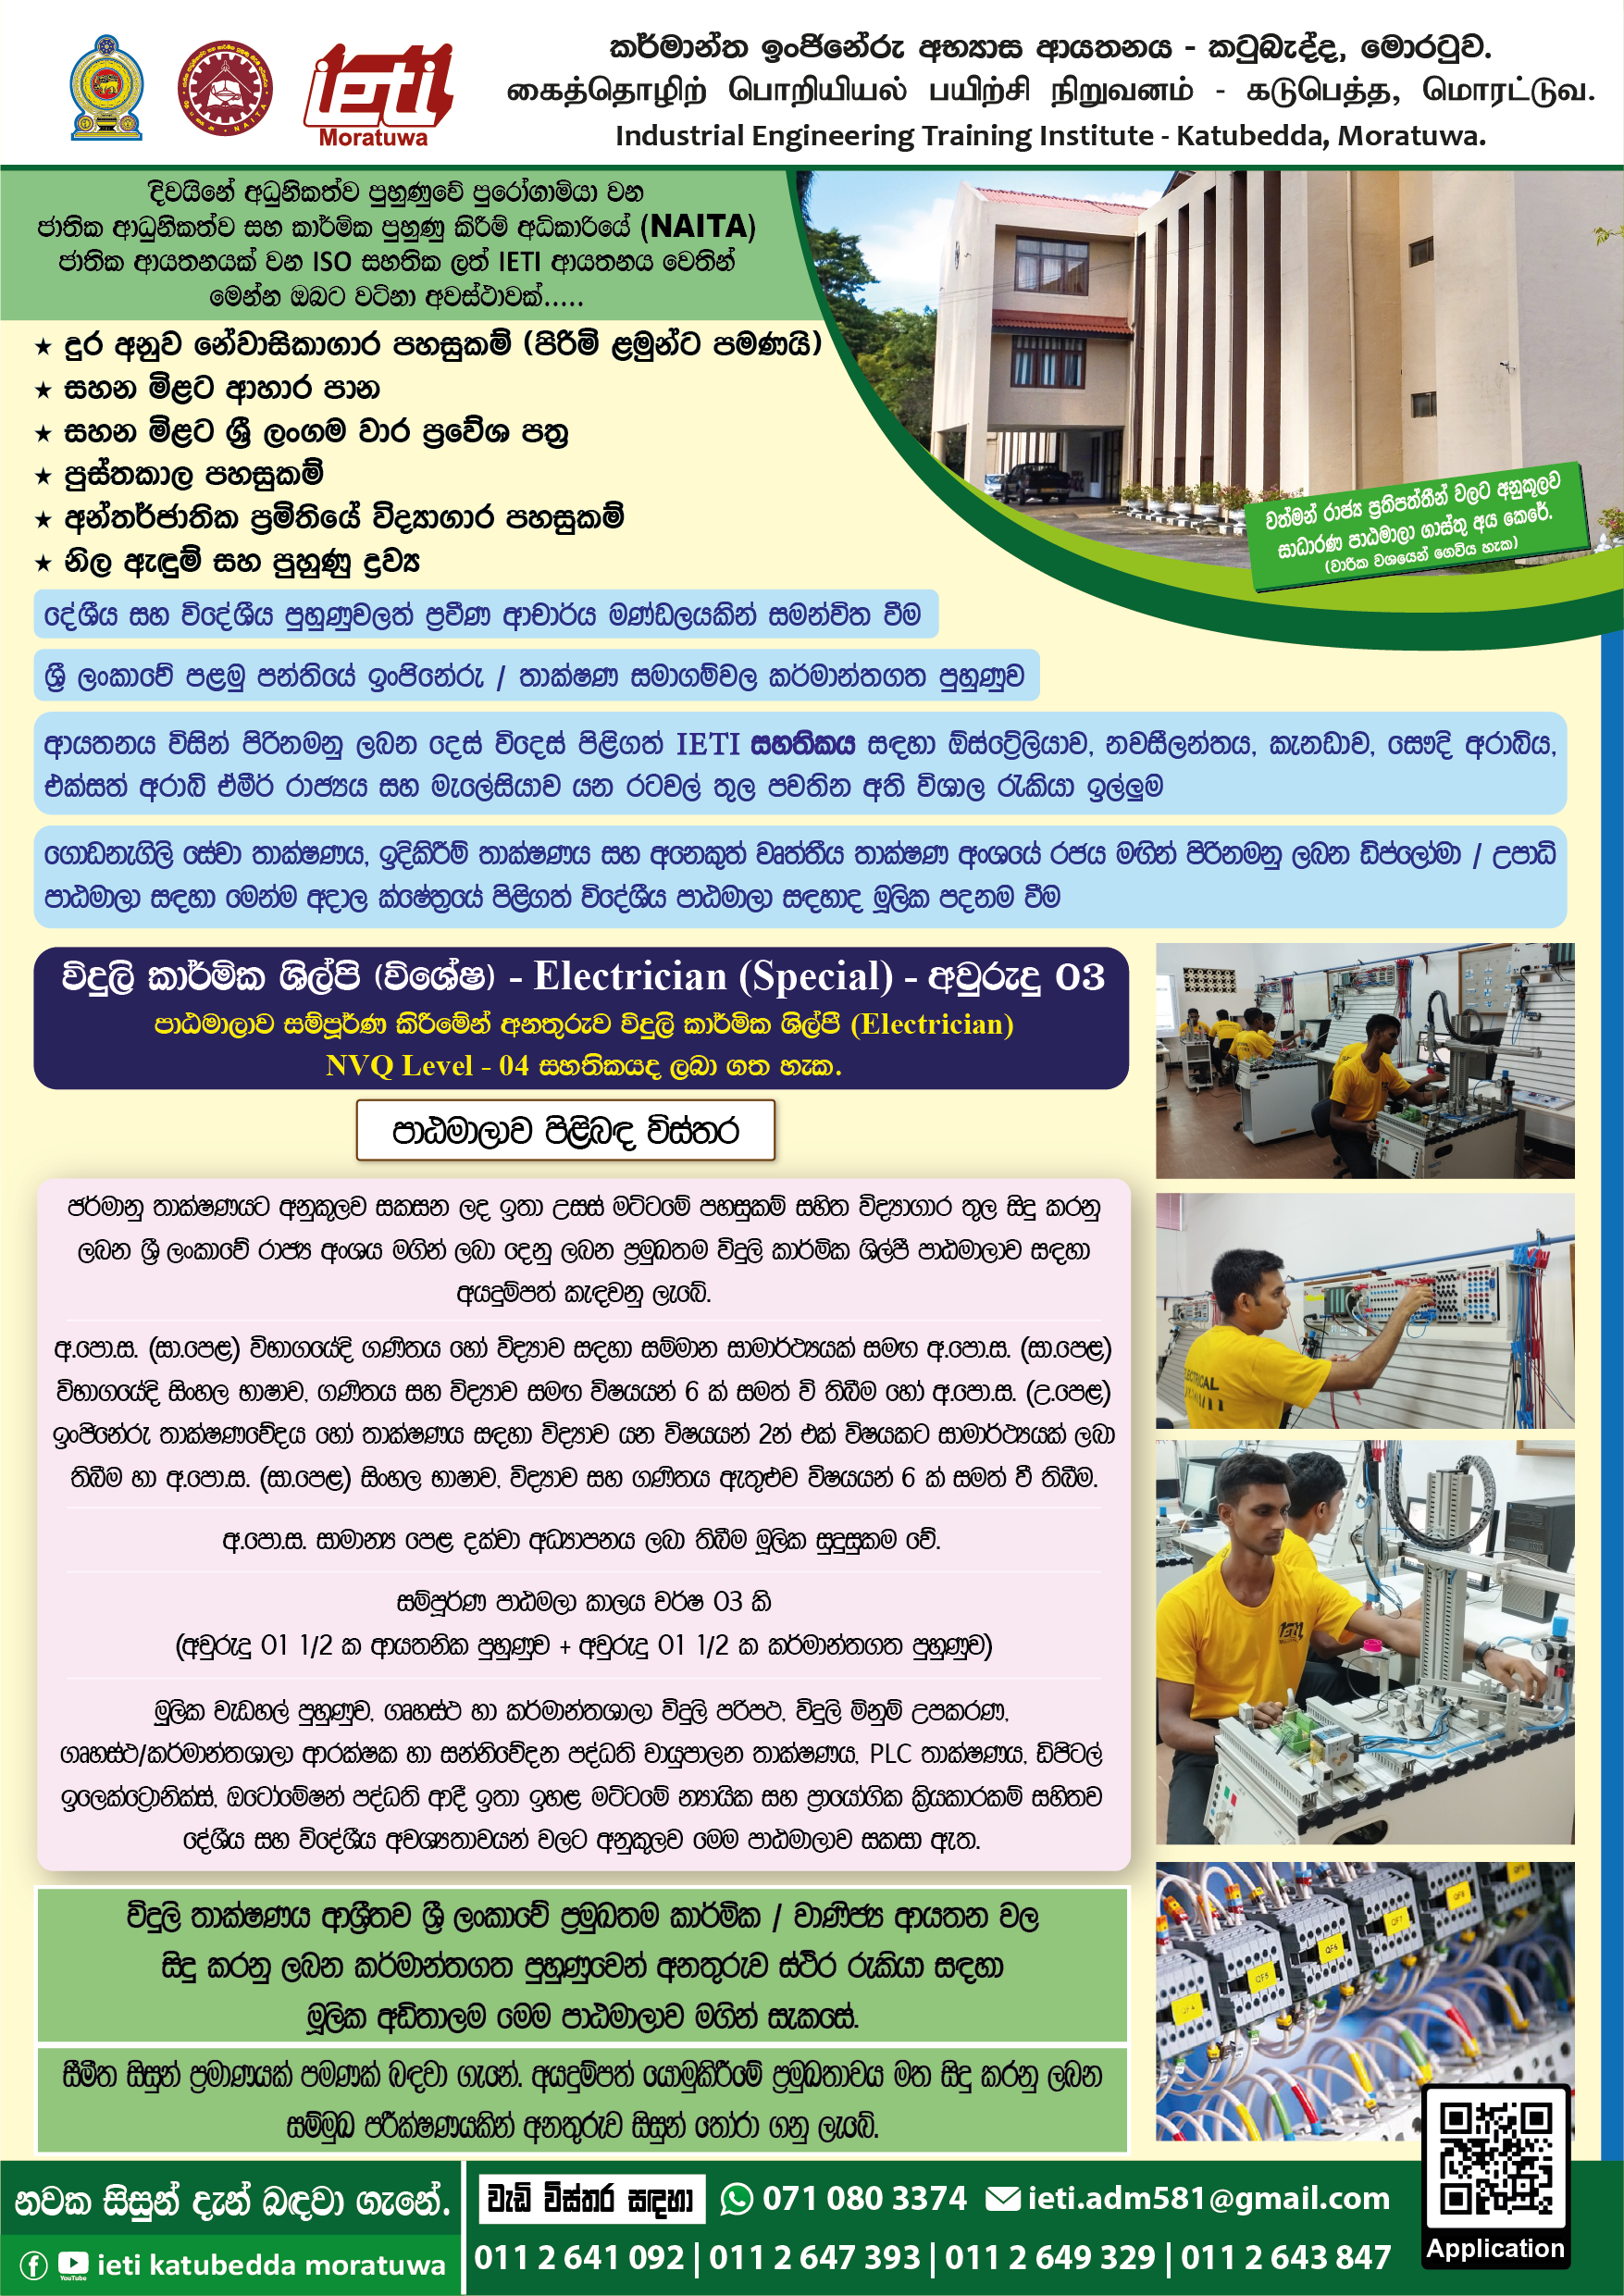 ieti
Moratuwa
කර්මාන්ත ඉංජිනේරු අභ්‍යාස ආයතනය - කටුබැද්ද, මොරටුව.
கைத்தொழிற் பொறியியல் பயிற்சி நிறுவனம் - கடுபெத்த, மொரட்டுவ.
Industrial Engineering Training Institute - Katubedda, Moratuwa.
දිවයිනේ අධුනිකත්ව පුහුණුවේ පුරෝගාමියා වන
ජාතික ආධුනිකත්ව සහ කාර්මික පුහුණු කිරීම් අධිකාරියේ (NAITA)
ජාතික ආයතනයක් වන ISO සහතික ලත් IETI ආයතනය වෙතින්
මෙන්න ඔබට වටිනා අවස්ථාවක්.....
★ දුර අනුව නේවාසිකාගාර පහසුකම් (පිරිමි ළමුන්ට පමණයි)
★ සහන මිළට ආහාර පාන
★ සහන මිළට ශ්‍රී ලංගම වාර ප්‍රවේශ පත්‍ර
★ පුස්තකාල පහසුකම්
★ අන්තර්ජාතික ප්‍රමිතියේ විද්‍යාගාර පහසුකම්
★ නිල ඇඳුම් සහ පුහුණු ද්‍රව්‍ය
වත්මන් රාජ්‍ය ප්‍රතිපත්තීන් වලට අනුකූලව
සාධාරණ පාඨමාලා ගාස්තු අය කෙරේ.
(වාරික වශයෙන් ගෙවිය හැක)
දේශීය සහ විදේශීය පුහුණුවලත් ප්‍රවීණ ආචාර්ය මණ්ඩලයකින් සමන්විත වීම
ශ්‍රී ලංකාවේ පළමු පන්තියේ ඉංජිනේරු / තාක්ෂණ සමාගම්වල කර්මාන්තගත පුහුණුව
ආයතනය විසින් පිරිනමනු ලබන දෙස් විදෙස් පිළිගත් IETI සහතිකය සඳහා ඕස්ට්‍රේලියාව, නවසීලන්තය, කැනඩාව, සෞදි අරාබිය,
එක්සත් අරාබි එමීර් රාජ්‍යය සහ මැලේසියාව යන රටවල් තුල පවතින අති විශාල රැකියා ඉල්ලුම
ගොඩනැගිලි සේවා තාක්ෂණය, ඉදිකිරීම් තාක්ෂණය සහ අනෙකුත් වෘත්තීය තාක්ෂණ අංශයේ රජය මඟින් පිරිනමනු ලබන ඩිප්ලෝමා / උපාධි
පාඨමාලා සඳහා මෙන්ම අදාල ක්ෂේත්‍රයේ පිළිගත් විදේශීය පාඨමාලා සඳහාද මූලික පදනම වීම
විදුලි කාර්මික ශිල්පි (විශේෂ) - Electrician (Special) - අවුරුදු 03
පාඨමාලාව සම්පූර්ණ කිරීමෙන් අනතුරුව විදුලි කාර්මික ශිල්පී (Electrician)
NVQ Level - 04 සහතිකයද ලබා ගත හැක.
පාඨමාලාව පිළිබඳ විස්තර
ජර්මානු තාක්ෂණයට අනුකූලව සකසන ලද ඉතා උසස් මට්ටමේ පහසුකම් සහිත විද්‍යාගාර තුල සිදු කරනු
ලබන ශ්‍රී ලංකාවේ රාජ්‍ය අංශය මගින් ලබා දෙනු ලබන ප්‍රමුඛතම විදුලි කාර්මික ශිල්පී පාඨමාලාව සඳහා
අයදුම්පත් කැඳවනු ලැබේ.
අ.පො.ස. (සා.පෙළ) විභාගයේදි ගණිතය හෝ විද්‍යාව සඳහා සම්මාන සාමාර්ථ්‍යයක් සමඟ අ.පො.ස. (සා.පෙළ)
විභාගයේදි සිංහල භාෂාව, ගණිතය සහ විද්‍යාව සමඟ විෂයයන් 6 ක් සමත් වි තිබීම හෝ අ.පො.ස. (උ.පෙළ)
ඉංජිනේරු තාක්ෂණවේදය හෝ තාක්ෂණය සඳහා විද්‍යාව යන විෂයයන් 2න් එක් විෂයකට සාමාර්ථ්‍යයක් ලබා
තිබීම හා අ.පො.ස. (සා.පෙළ) සිංහල භාෂාව, විද්‍යාව සහ ගණිතය ඇතුළුව විෂයයන් 6 ක් සමත් වී තිබීම.
අ.පො.ස. සාමාන්‍ය පෙළ දක්වා අධ්‍යාපනය ලබා තිබීම මූලික සුදුසුකම වේ.
සම්පූර්ණ පාඨමලා කාලය වර්ෂ 03 කි
(අවුරුදු 01 1/2 ක ආයතනික පුහුණුව + අවුරුදු 01 1/2 ක කර්මාන්තගත පුහුණුව)
මූලික වැඩහල් පුහුණුව, ගෘහස්ථ හා කර්මාන්තශාලා විදුලි පරිපථ, විදුලි මිනුම් උපකරණ,
ගෘහස්ථ/කර්මාන්තශාලා ආරක්ෂක හා සන්නිවේදන පද්ධති වායුපාලන තාක්ෂණය, PLC තාක්ෂණය, ඩිජිටල්
ඉලෙක්ට්‍රොනික්ස්, ඔටෝමේෂන් පද්ධති ආදී ඉතා ඉහළ මට්ටමේ න්‍යායික සහ ප්‍රායෝගික ක්‍රියකාරකම් සහිතව
දේශීය සහ විදේශීය අවශ්‍යතාවයන් වලට අනුකූලව මෙම පාඨමාලාව සකසා ඇත.
විදුලි තාක්ෂණය ආශ්‍රිතව ශ්‍රී ලංකාවේ ප්‍රමුඛතම කාර්මික / වාණිජ්‍ය ආයතන වල
සිදු කරනු ලබන කර්මාන්තගත පුහුණුවෙන් අනතුරුව ස්ථිර රුකියා සඳහා
මූලික අඩිතාලම මෙම පාඨමාලාව මගින් සැකසේ.
සීමීත සිසුන් ප්‍රමාණයක් පමණක් බඳවා ගැනේ. අයදුම්පත් යොමුකිරීමේ ප්‍රමුඛතාවය මත සිදු කරනු ලබන
සම්මුඛ පරීක්ෂණයකින් අනතුරුව සිසුන් තෝරා ගනු ලැබේ.
ELECTRICAL
QF4
QF5
QF6
QF7
QF8
නවක සිසුන් දැන් බඳවා ගැනේ.
වැඩි විස්තර සඳහා 071 080 3374 ieti.adm581@gmail.com
YouTube
ieti katubedda moratuwa
011 2 641 092 | 011 2 647 393 | 011 2 649 329 | 011 2 643 847
Application